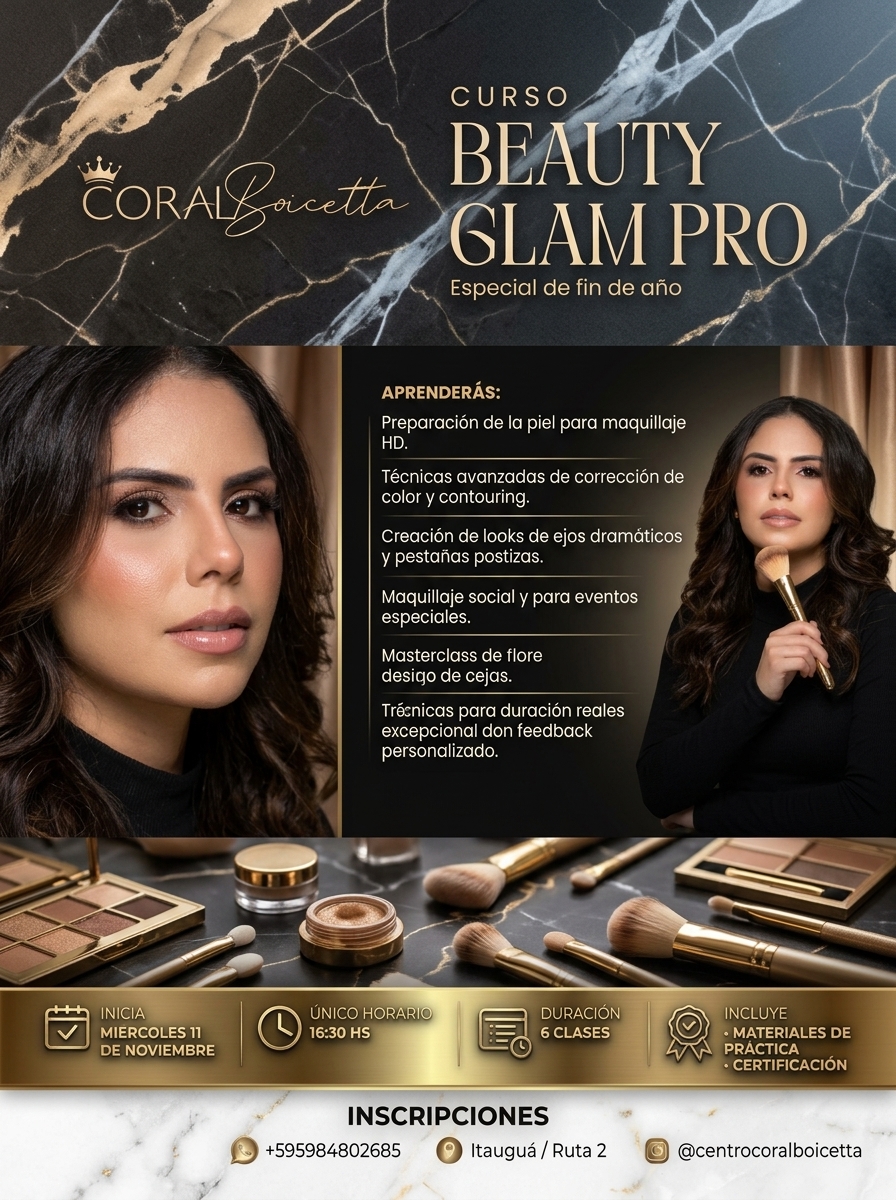 CORAL Boicetta
CURSO
BEAUTY
GLAM PRO
Especial de fin de año
APRENDERÁS:
Preparación de la piel para maquillaje
HD.
Técnicas avanzadas de corrección de
color y contouring.
Creación de looks de ejos dramáticos
y pestañas postizas.
Maquillaje social y para eventos
especiales.
Masterclass de flore
desigo de cejas.
Trécnicas para duración reales
excepcional don feedback
personalizado.
INICIA
MIERCOLES 11
DE NOVIEMBRE
ÚNICO HORARIO
16:30 HS
DURACIÓN
6 CLASES
INCLUYE
• MATERIALES DE
PRÁCTICA
• CERTIFICACIÓN
INSCRIPCIONES
+595984802685
Itauguá / Ruta 2
@centrocoralboicetta